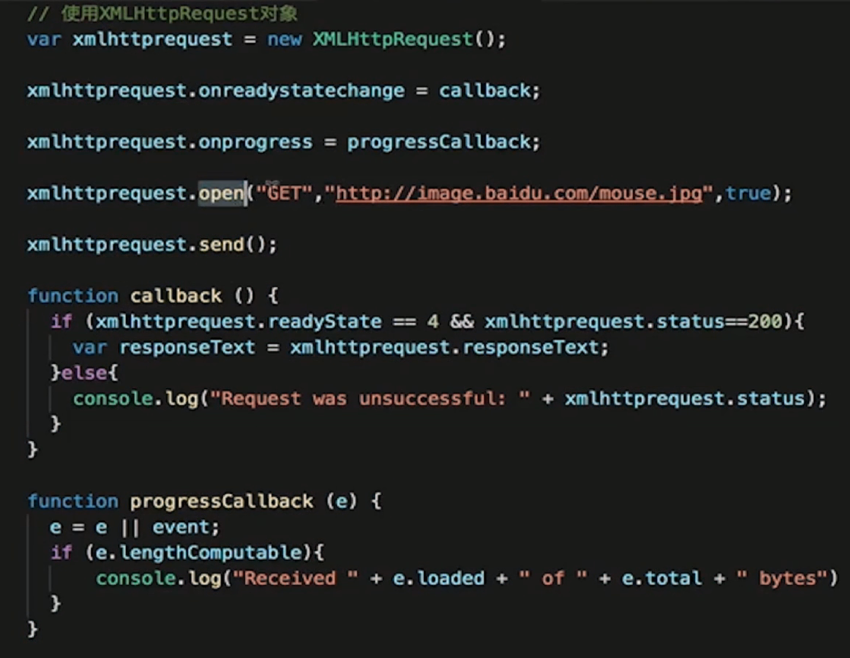 // 使用XMLHttpRequest对象
var xmlhttprequest = new XMLHttpRequest();
xmlhttprequest.onreadystatechange = callback;
xmlhttprequest.onprogress = progressCallback;
xmlhttprequest.open("GET","http://image.baidu.com/mouse.jpg",true);
xmlhttprequest.send();
function callback () {
if (xmlhttprequest.readyState == 4 && xmlhttprequest.status==200){
var responseText = xmlhttprequest.responseText;
}else{
console.log("Request was unsuccessful: " + xmlhttprequest.status);
}
}
function progressCallback (e) {
e = e || event;
if (e.lengthComputable){
console.log("Received " + e.loaded + " of " + e.total + " bytes")
}
}